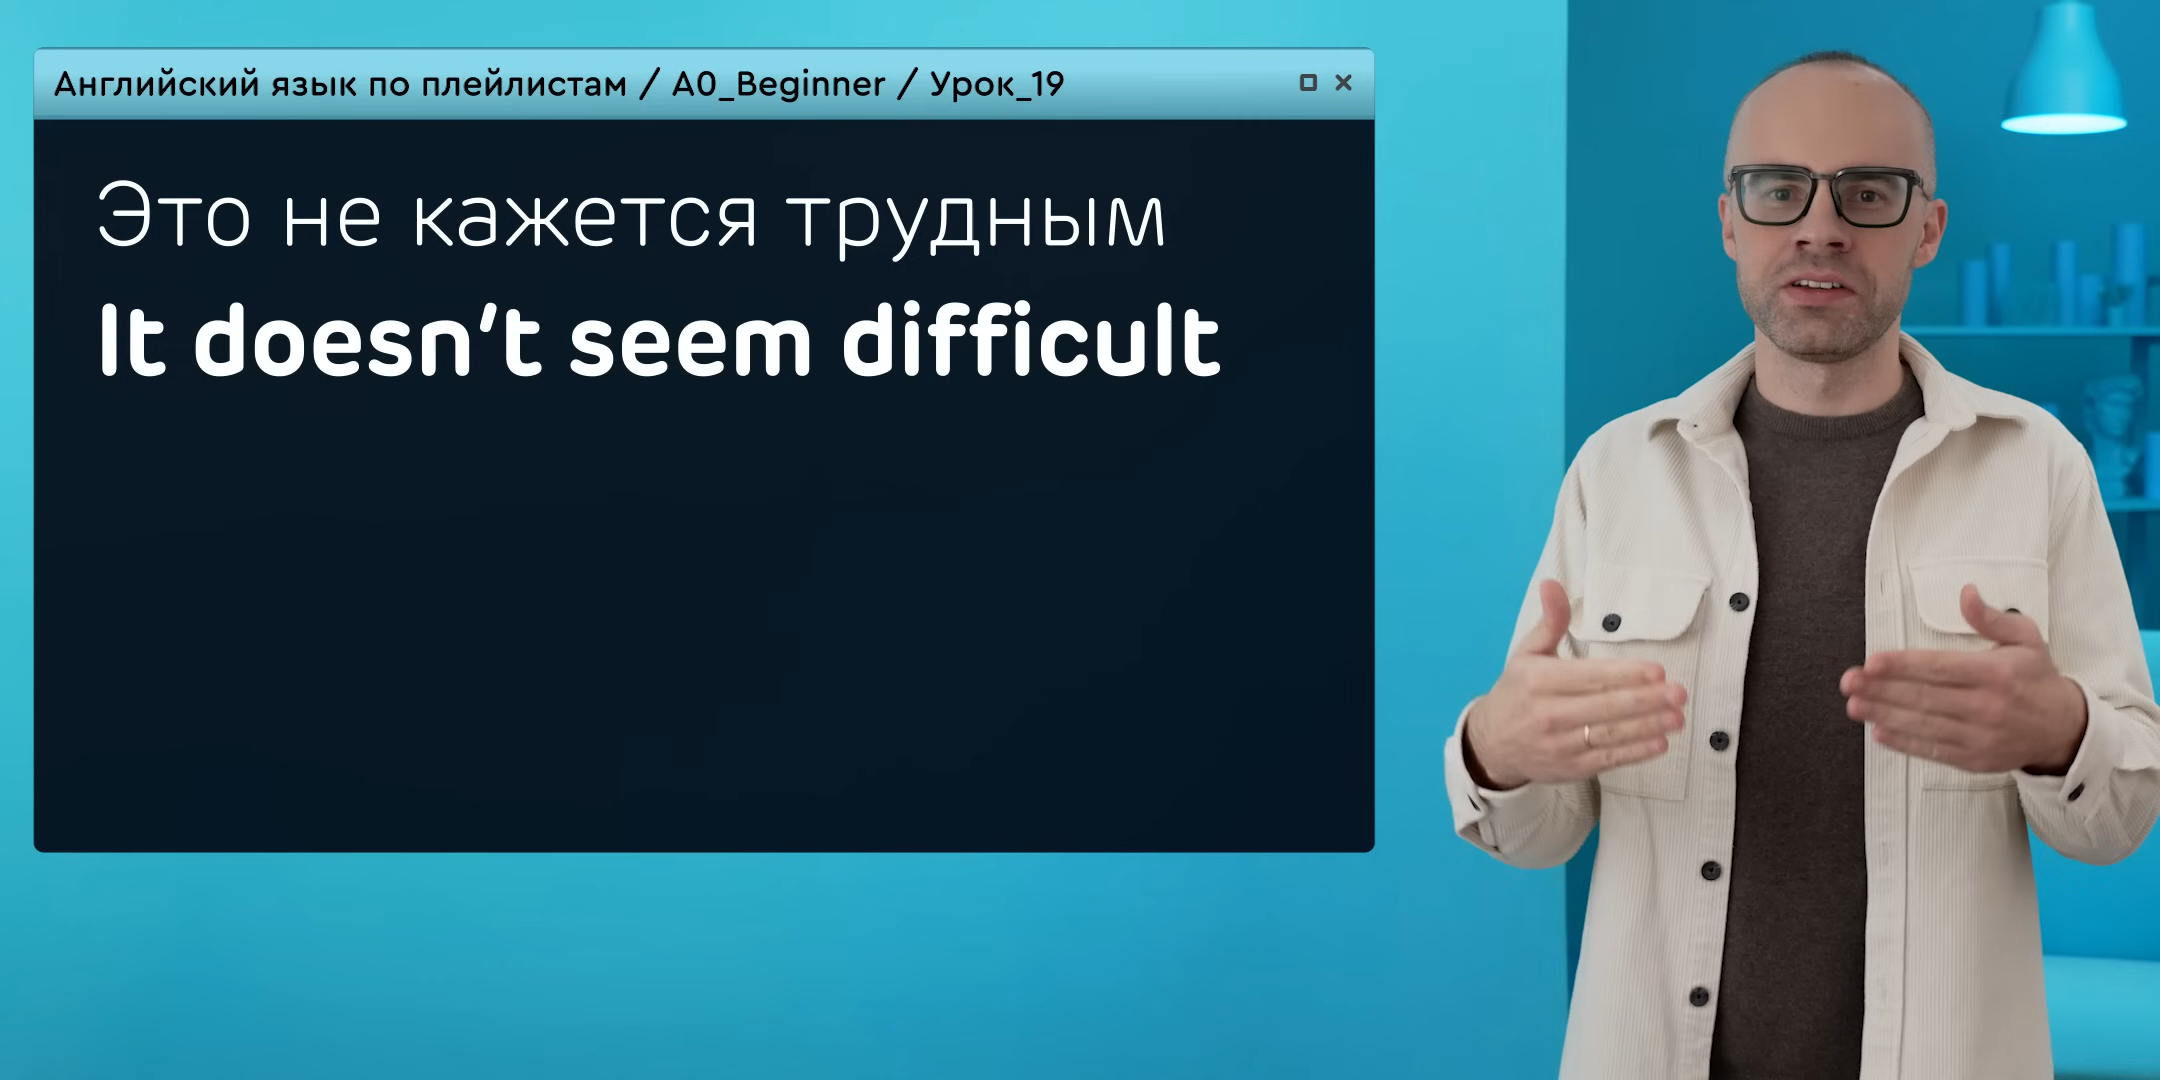 Английский язык по плейлистам / A0_Beginner / Урок_19
Это не кажется трудным
It doesn’t seem difficult